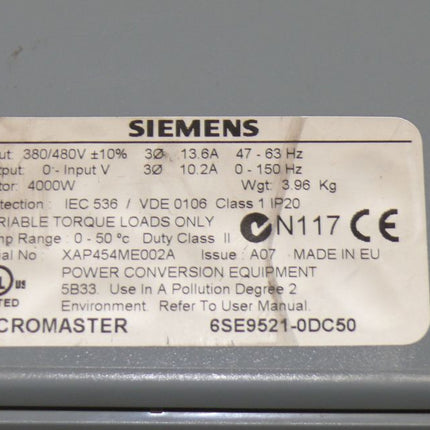 SIEMENS
ut: 380/480V ±10% 3Ø 13.6A 47 - 63 Hz
tput: 0 - Input V 3Ø 10.2A 0 - 150 Hz
tor: 4000W Wgt: 3.96 Kg
tection: IEC 536 / VDE 0106 Class 1 IP20
RIABLE TORQUE LOADS ONLY
mp Range : 0 - 50 °c Duty Class II
ial No : XAP454ME002A Issue : A07 MADE IN EU
N117 CE
UL US
POWER CONVERSION EQUIPMENT
5B33. Use In A Pollution Degree 2
TED Environment. Refer To User Manual.
CROMASTER 6SE9521-0DC50